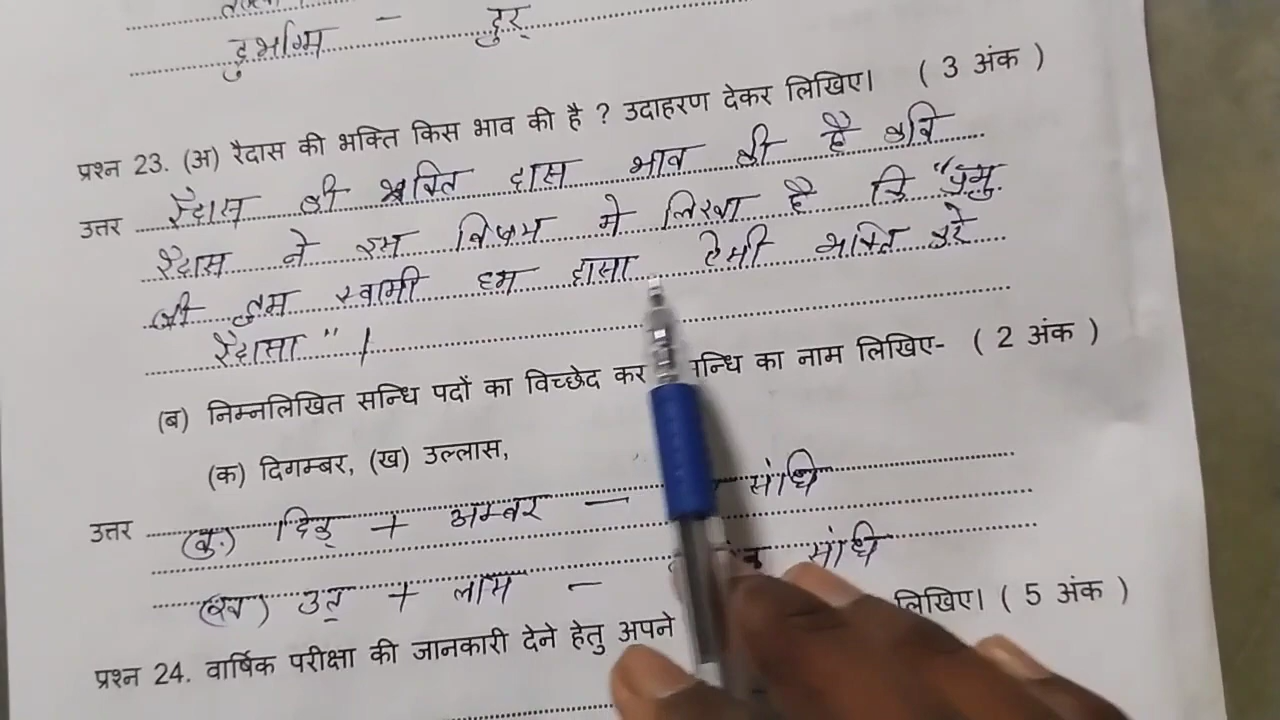 दुर्भाग्य - दुर्
प्रश्न 23. (अ) रैदास की भक्ति किस भाव की है ? उदाहरण देकर लिखिए। ( 3 अंक )
उत्तर रैदास की भक्ति दास भाव की है कवि
रैदास ने इस विषय में लिखा है कि "प्रभु
जी तुम स्वामी हम दासा ऐसी भक्ति करे
रैदासा"।
(ब) निम्नलिखित सन्धि पदों का विच्छेद कर न्धि का नाम लिखिए- ( 2 अंक )
(क) दिगम्बर, (ख) उल्लास,
उत्तर (क) दिक् + अम्बर - संधि
(ख) उत् + लास - संधि
प्रश्न 24. वार्षिक परीक्षा की जानकारी देने हेतु अपने लिखिए। ( 5 अंक )